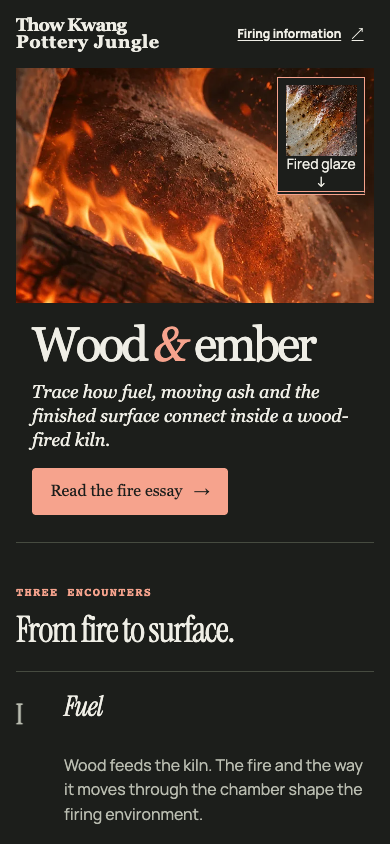 Thow Kwang
Pottery Jungle
Firing information ↗
Fired glaze
↓
Wood & ember
Trace how fuel, moving ash and the
finished surface connect inside a wood-
fired kiln.
Read the fire essay →
THREE ENCOUNTERS
From fire to surface.
I
Fuel
Wood feeds the kiln. The fire and the way
it moves through the chamber shape the
firing environment.